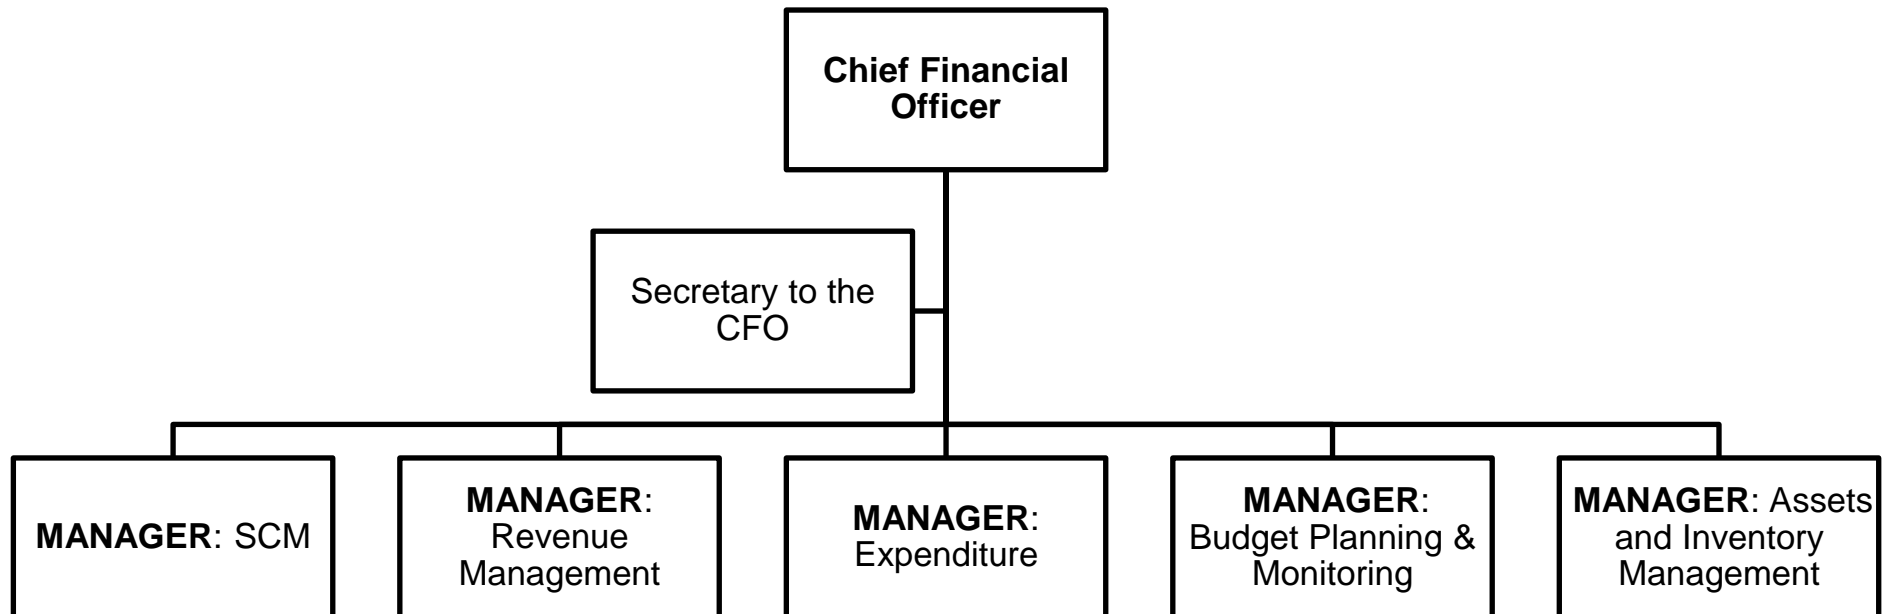 Chief Financial
Officer
Secretary to the
CFO
MANAGER: SCM
MANAGER:
Revenue
Management
MANAGER:
Expenditure
MANAGER:
Budget Planning &
Monitoring
MANAGER: Assets
and Inventory
Management